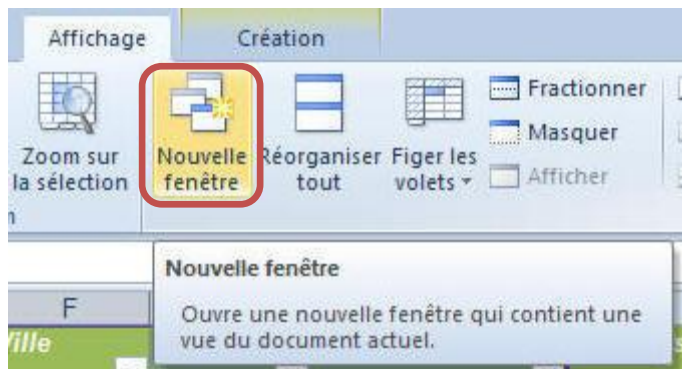 Affichage
Création
Zoom sur
la sélection
Nouvelle
fenêtre
Réorganiser
tout
Figer les
volets
Fractionner
Masquer
Afficher
Nouvelle fenêtre
Ouvre une nouvelle fenêtre qui contient une
vue du document actuel.
F
Ville